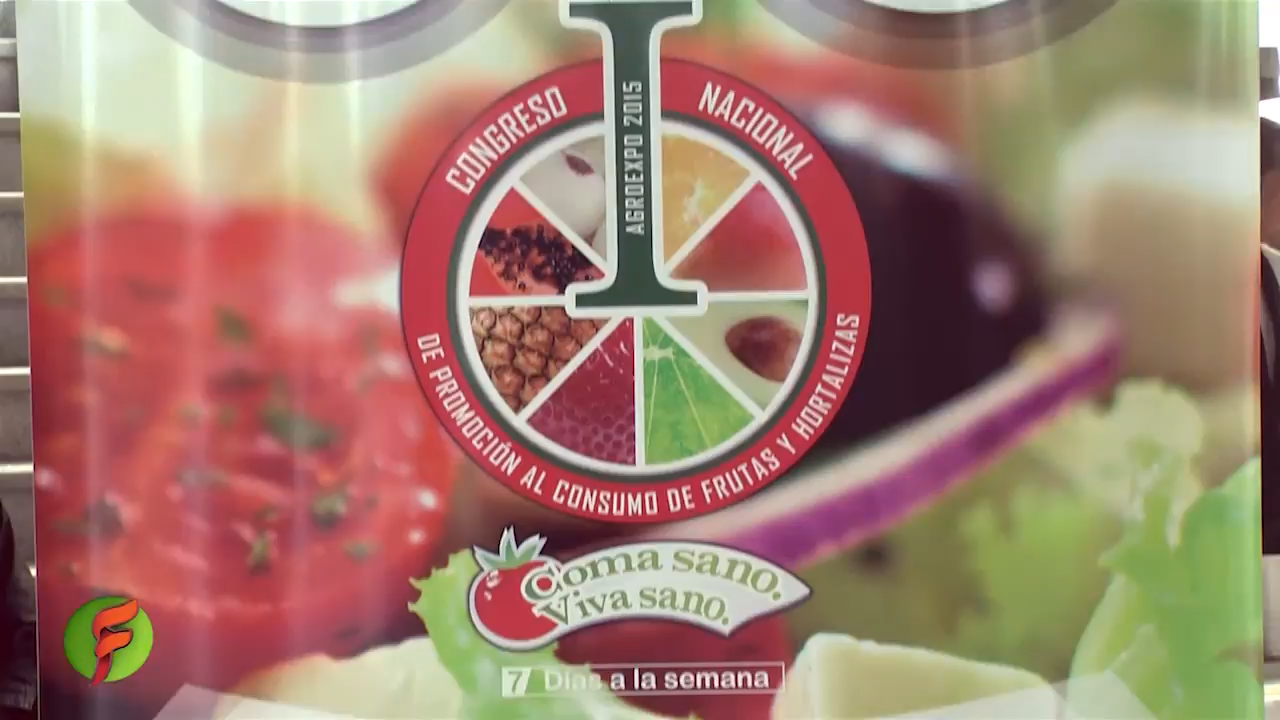 I
CONGRESO NACIONAL
AGROEXPO 2015
DE PROMOCIÓN AL CONSUMO DE FRUTAS Y HORTALIZAS
Coma sano.
Viva sano.
7 Días a la semana
F